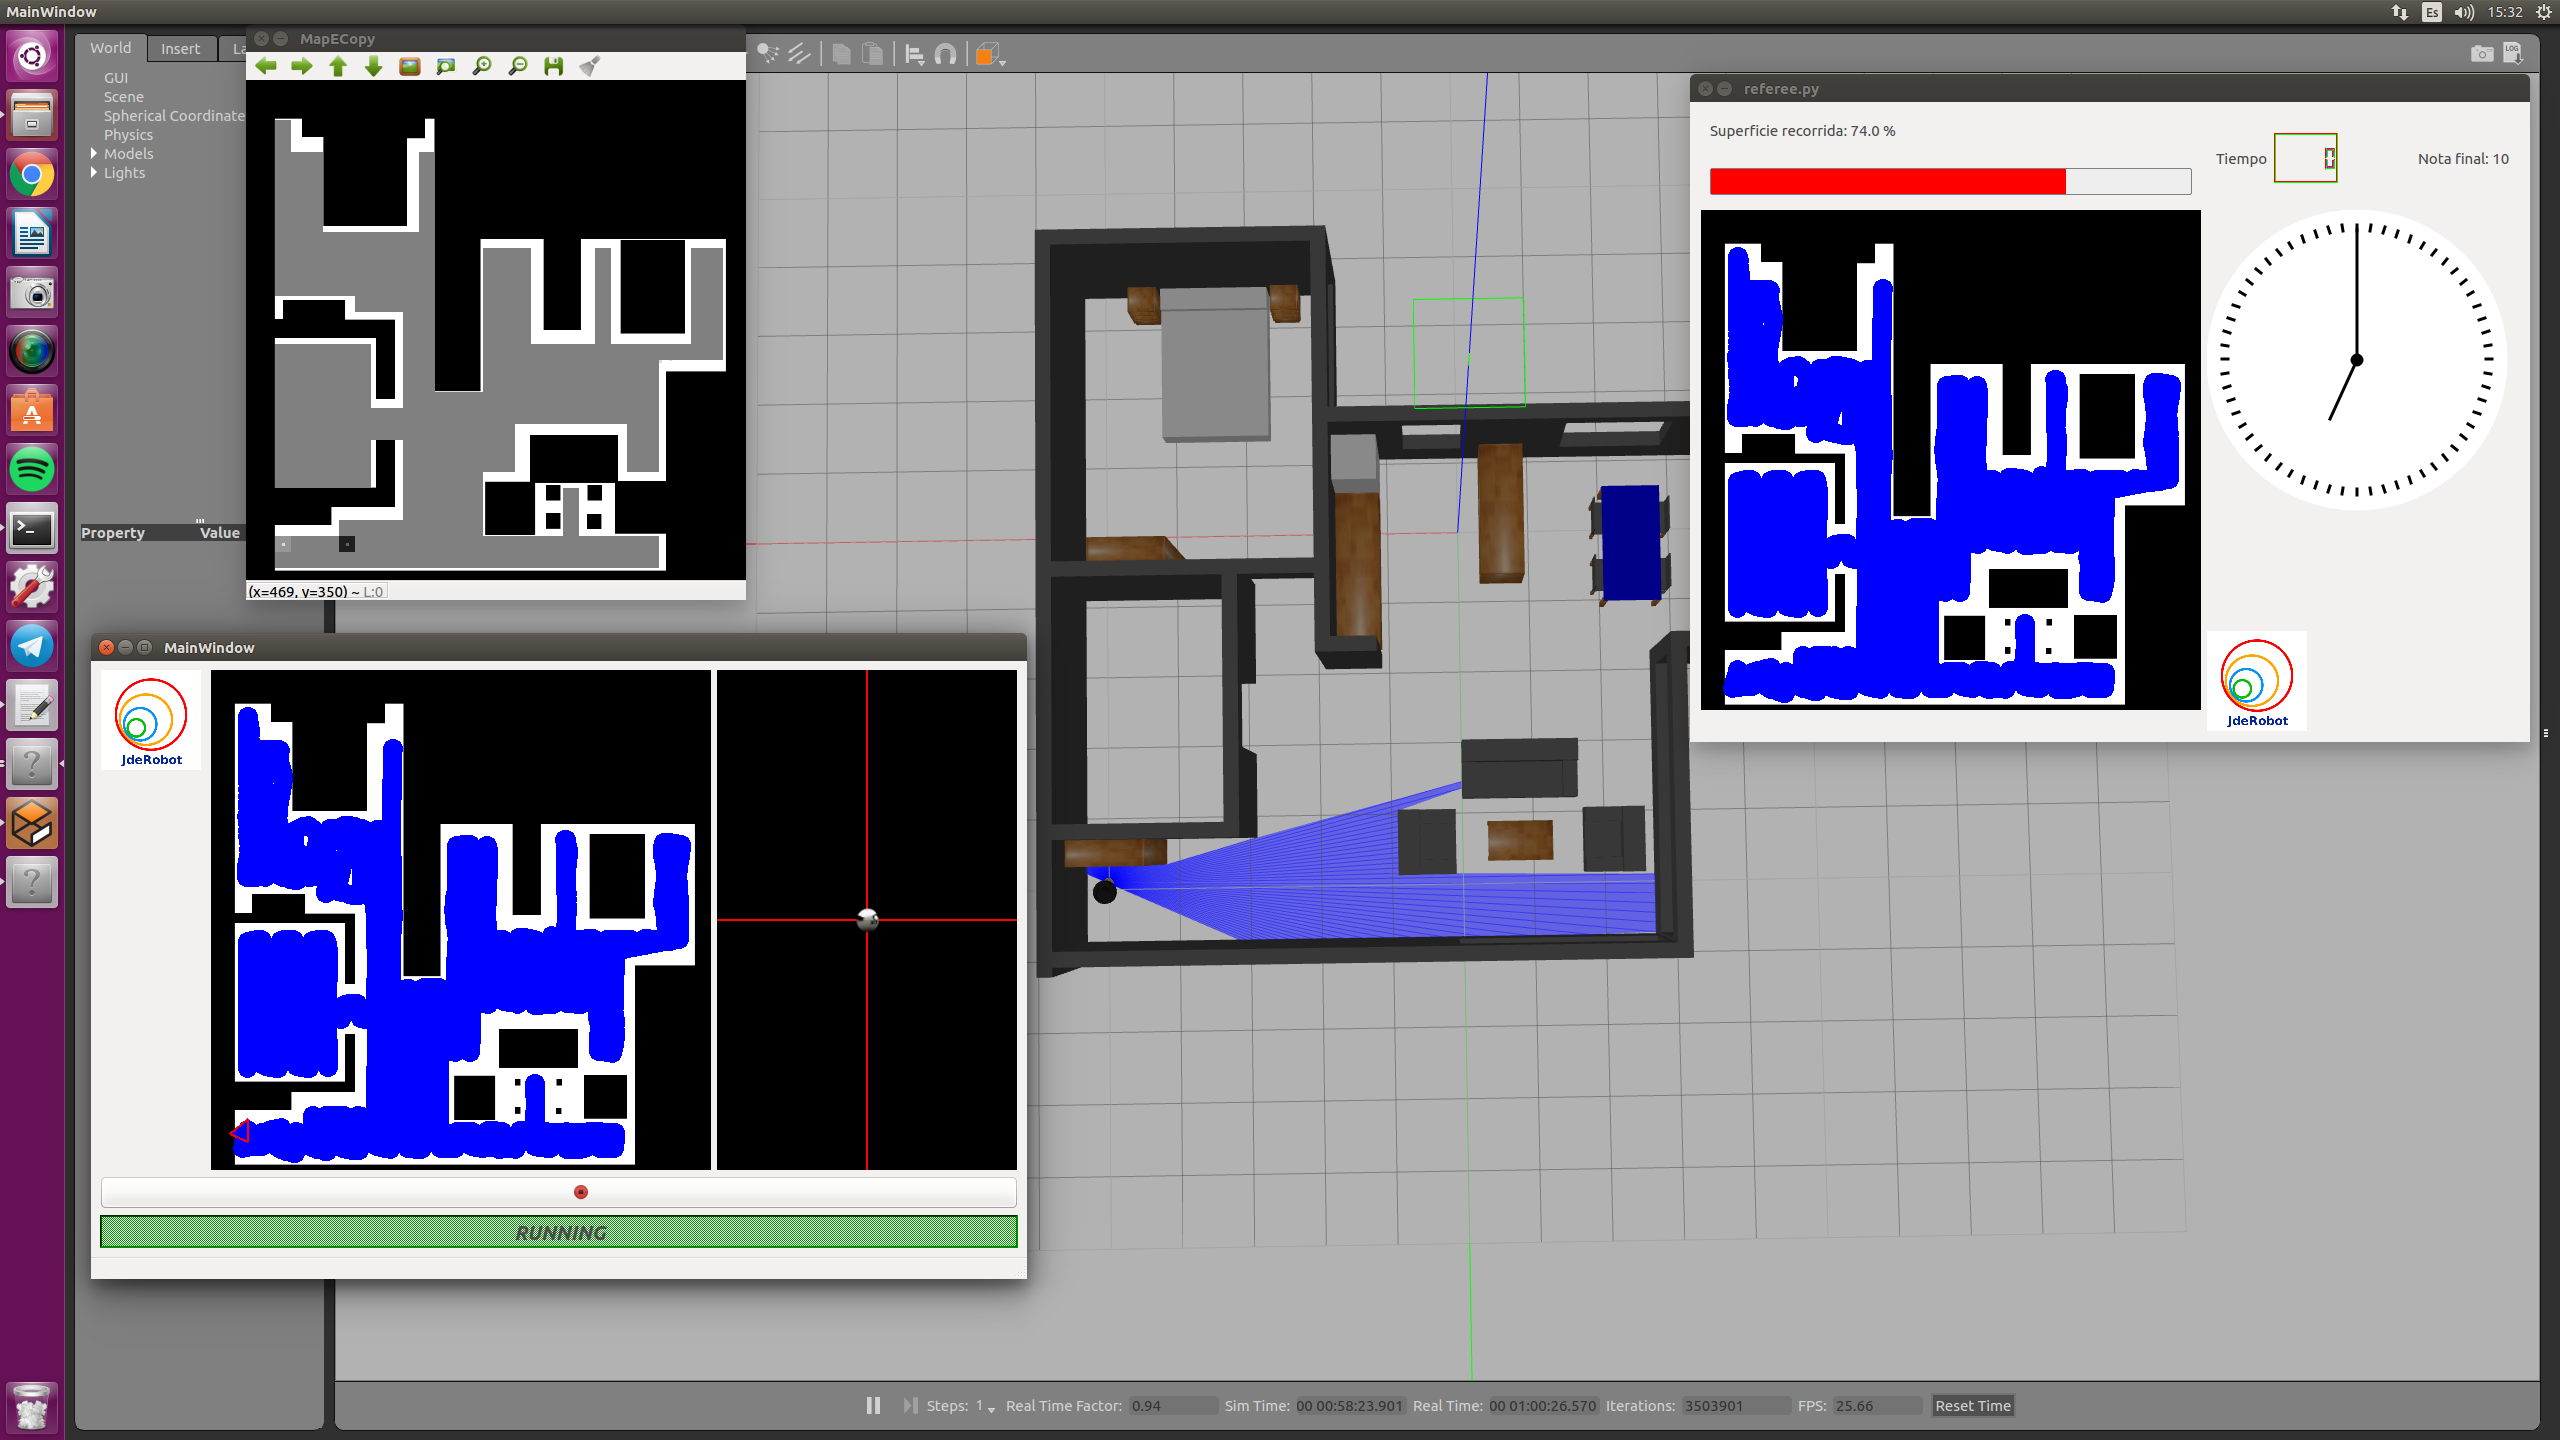 MainWindow
Es
15:32
World
Insert
La
GUI
Scene
Spherical Coordinate
Physics
Models
Lights
Property
Value
MapECopy
(x=469, y=350) ~ L:0
MainWindow
JdeRobot
RUNNING
LOG
referee.py
Superficie recorrida: 74.0 %
Tiempo
Nota final: 10
JdeRobot
Steps: 1
Real Time Factor: 0.94
Sim Time: 00 00:58:23.901
Real Time: 00 01:00:26.570
Iterations: 3503901
FPS: 25.66
Reset Time